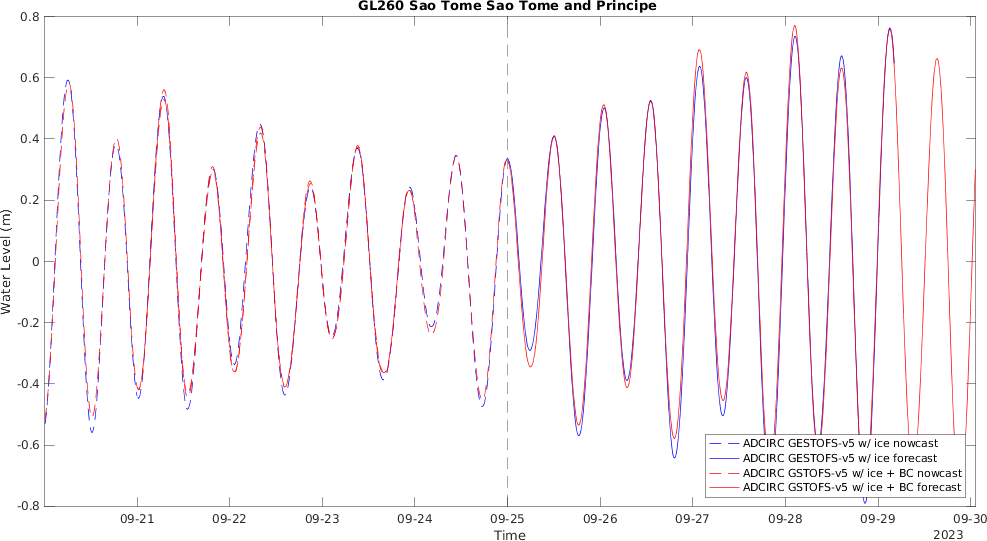 GL260 Sao Tome Sao Tome and Principe
0.8
0.6
0.4
0.2
0
-0.2
-0.4
-0.6
-0.8
Water Level (m)
ADCIRC GESTOFS-v5 w/ ice nowcast
ADCIRC GESTOFS-v5 w/ ice forecast
ADCIRC GSTOFS-v5 w/ ice + BC nowcast
ADCIRC GSTOFS-v5 w/ ice + BC forecast
09-21 09-22 09-23 09-24 09-25 09-26 09-27 09-28 09-29 09-30
Time
2023